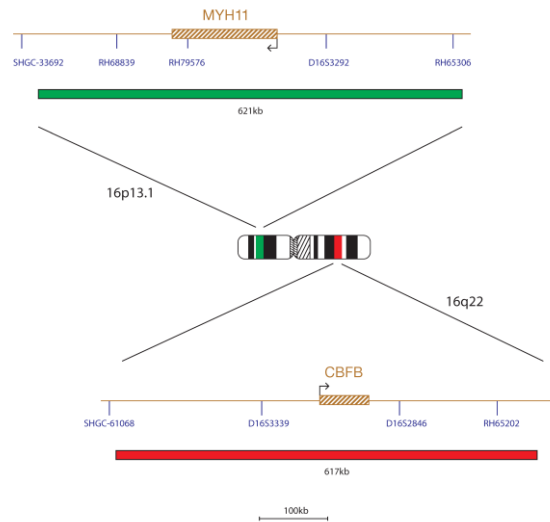 MYH11
SHGC-33692 RH68839 RH79576 D16S3292 RH65306
621kb
16p13.1
16q22
CBFB
SHGC-61068 D16S3339 D16S2846 RH65202
617kb
100kb